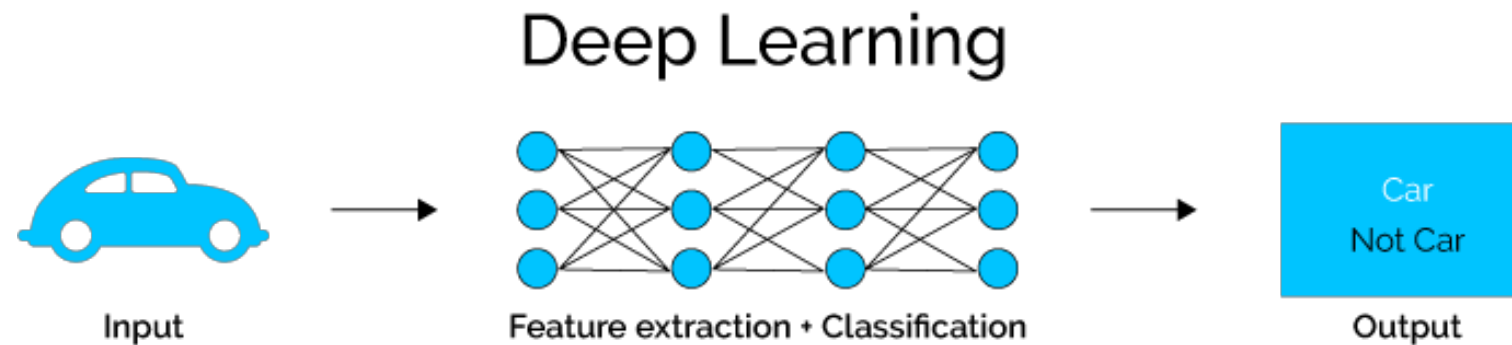 Deep Learning
Car
Not Car
Input
Feature extraction + Classification
Output